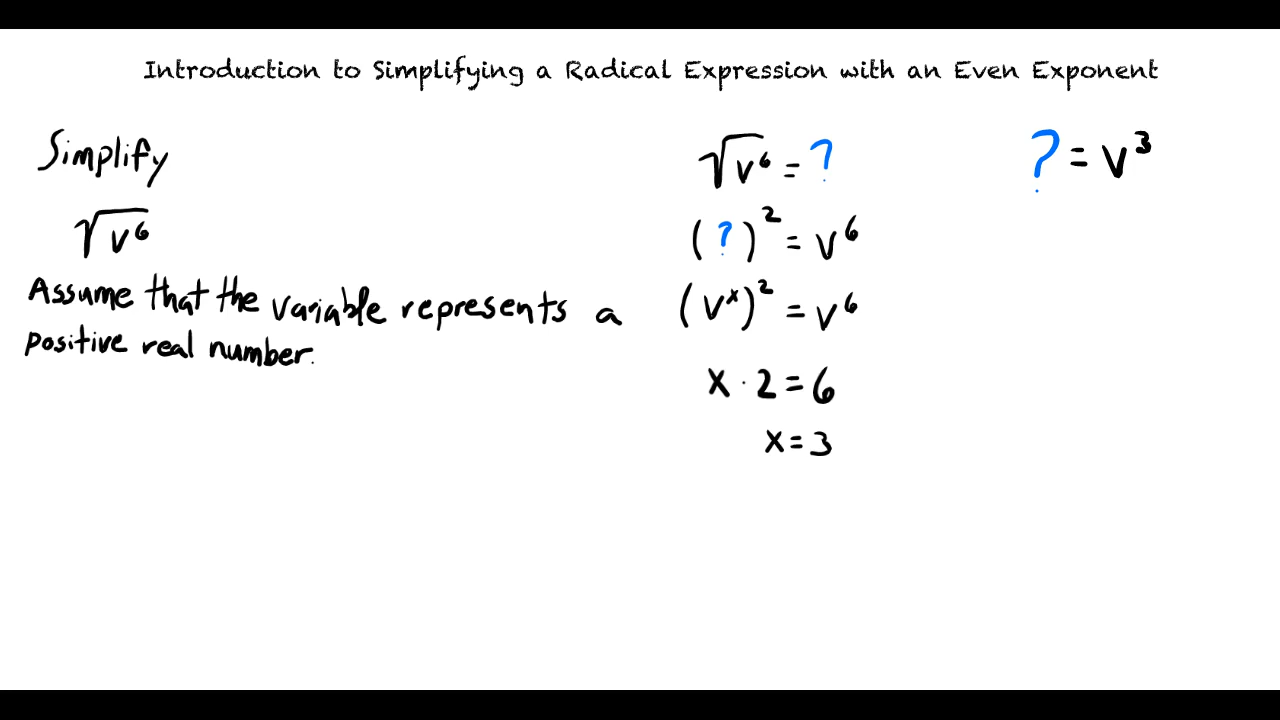 Introduction to Simplifying a Radical Expression with an Even Exponent
Simplify
√v⁶
Assume that the variable represents a
positive real number.
√v⁶ = ?
(?)² = v⁶
(vˣ)² = v⁶
x · 2 = 6
x = 3
? = v³